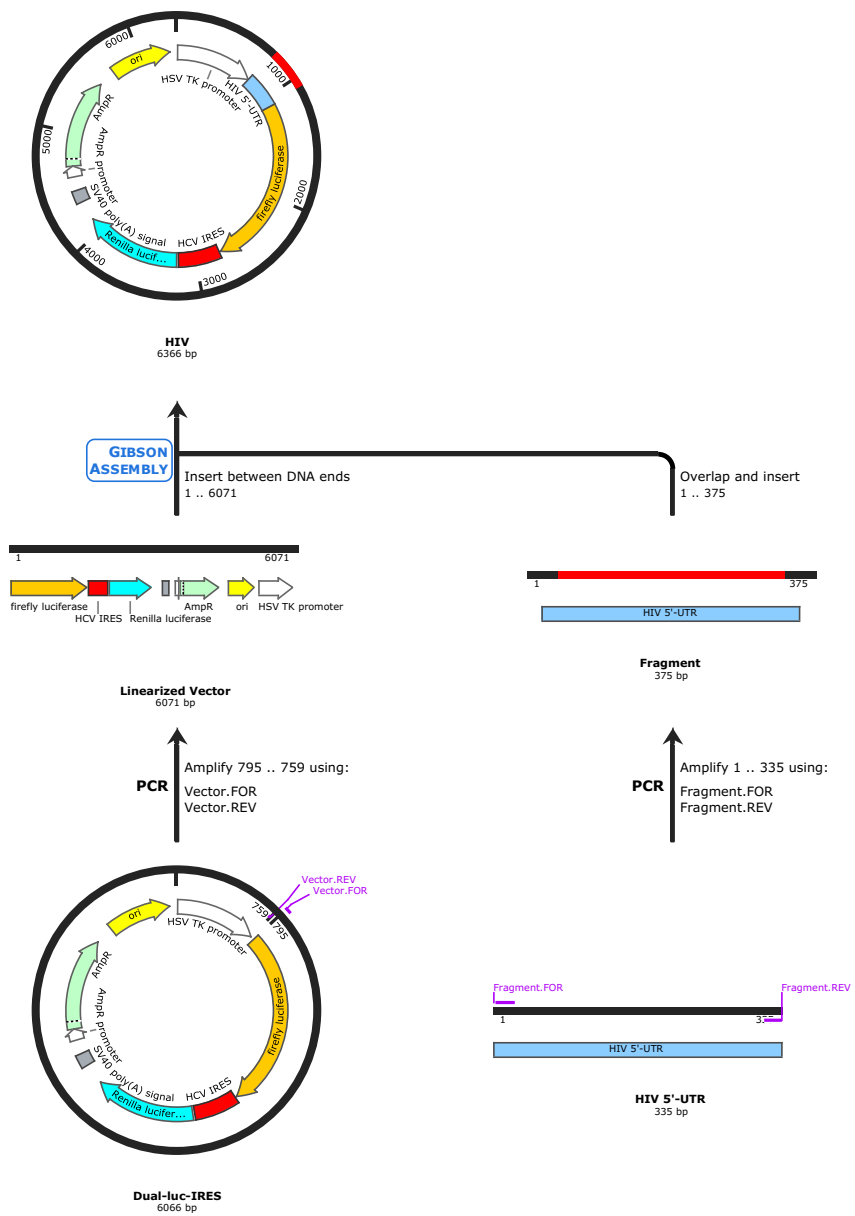 6000
ori
HSV TK promoter
1000
HIV 5'-UTR
AmpR
5000
AmpR promoter
firefly luciferase
2000
SV40 poly(A) signal
HCV IRES
Renilla lucif...
4000
3000
HIV
6366 bp
GIBSON
ASSEMBLY
Insert between DNA ends
1 .. 6071
Overlap and insert
1 .. 375
1
6071
firefly luciferase
AmpR
ori
HSV TK promoter
HCV IRES
Renilla luciferase
Linearized Vector
6071 bp
1
375
HIV 5'-UTR
Fragment
375 bp
PCR
Amplify 795 .. 759 using:
Vector.FOR
Vector.REV
PCR
Amplify 1 .. 335 using:
Fragment.FOR
Fragment.REV
Vector.REV
Vector.FOR
759
795
ori
HSV TK promoter
AmpR
AmpR promoter
firefly luciferase
SV40 poly(A) signal
HCV IRES
Renilla lucifer...
Dual-luc-IRES
6066 bp
Fragment.FOR
Fragment.REV
1
HIV 5'-UTR
HIV 5'-UTR
335 bp